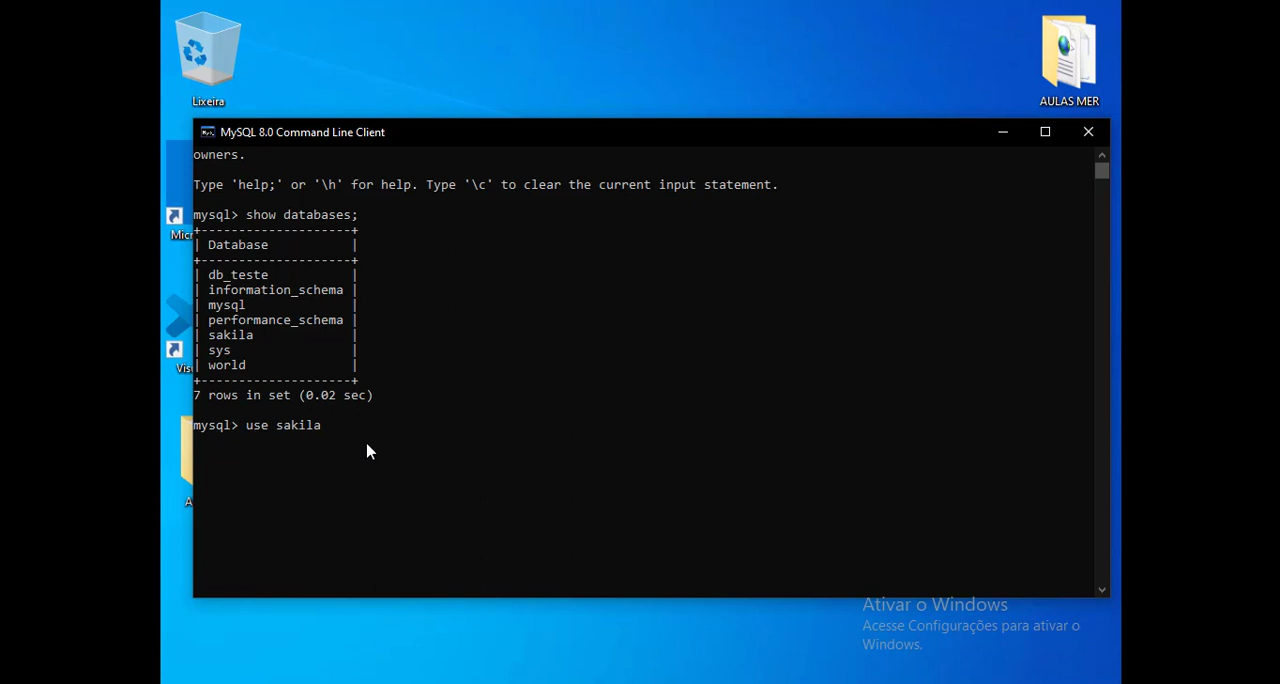 Lixeira
AULAS MER
MySQL 8.0 Command Line Client
owners.
Type 'help;' or '\h' for help. Type '\c' to clear the current input statement.
mysql> show databases;
+--------------------+
| Database           |
+--------------------+
| db_teste           |
| information_schema |
| mysql              |
| performance_schema |
| sakila             |
| sys                |
| world              |
+--------------------+
7 rows in set (0.02 sec)
mysql> use sakila
Micr
Visu
A
Ativar o Windows
Acesse Configurações para ativar o
Windows.